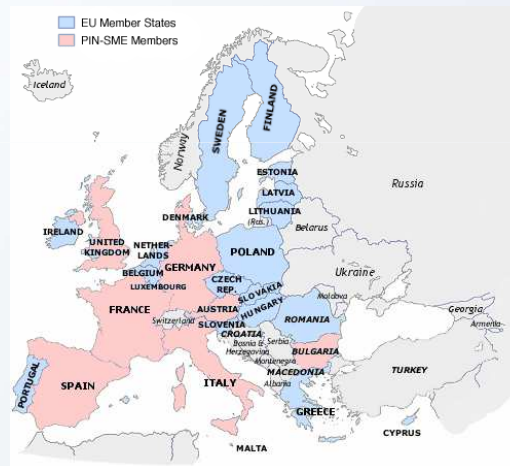 EU Member States
PIN-SME Members
Iceland
Norway
SWEDEN
FINLAND
Russia
ESTONIA
LATVIA
LITHUANIA
(Rus.)
Belarus
DENMARK
IRELAND
UNITED
KINGDOM
NETHER-
LANDS
BELGIUM
LUXEMBOURG
GERMANY
POLAND
CZECH
REP.
SLOVAKIA
HUNGARY
Ukraine
Moldova
FRANCE
Switzerland
AUSTRIA
SLOVENIA
CROATIA
Bosnia &
Herzegovina
Serbia
Montenegro
ROMANIA
BULGARIA
MACEDONIA
Albania
Georgia
Armenia
TURKEY
PORTUGAL
SPAIN
ITALY
GREECE
MALTA
CYPRUS